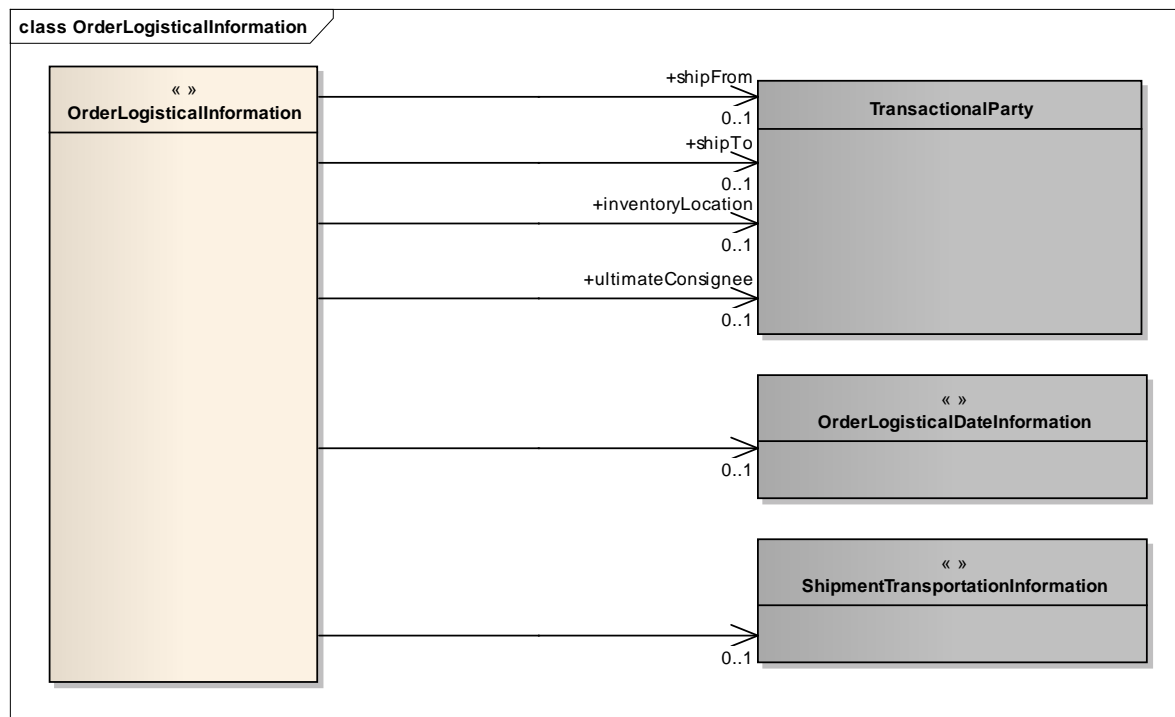 class OrderLogisticalInformation
« »
OrderLogisticalInformation
+shipFrom
0..1
+shipTo
0..1
+inventoryLocation
0..1
+ultimateConsignee
0..1
0..1
0..1
TransactionalParty
« »
OrderLogisticalDateInformation
« »
ShipmentTransportationInformation